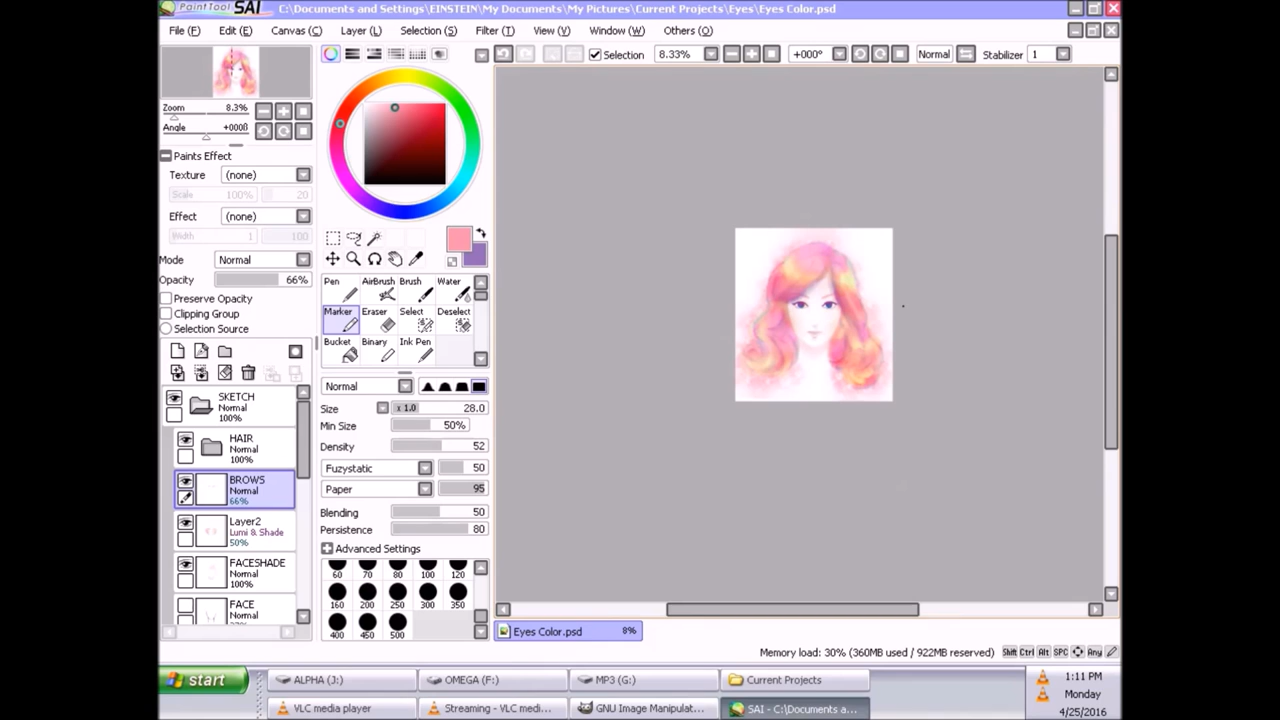 PaintTool SAI C:\Documents and Settings\EINSTEIN\My Documents\My Pictures\Current Projects\Eyes\Eyes Color.psd
File (F) Edit (E) Canvas (C) Layer (L) Selection (S) Filter (T) View (V) Window (W) Others (O)
Selection 8.33% +000° Normal Stabilizer 1
Zoom 8.3%
Angle +000θ
Paints Effect
Texture (none)
Scale 100% 20
Effect (none)
Width 1 100
Mode Normal
Opacity 66%
Preserve Opacity
Clipping Group
Selection Source
SKETCH
Normal
100%
HAIR
Normal
100%
BROWS
Normal
66%
Layer2
Lumi & Shade
50%
FACESHADE
Normal
100%
FACE
Normal
Pen AirBrush Brush Water
Marker Eraser Select Deselect
Bucket Binary Ink Pen
Normal
Size x 1.0 28.0
Min Size 50%
Density 52
Fuzystatic 50
Paper 95
Blending 50
Persistence 80
Advanced Settings
60 70 80 100 120
160 200 250 300 350
400 450 500
Eyes Color.psd 8%
Memory load: 30% (360MB used / 922MB reserved) Shift Ctrl Alt SPC Any
start
ALPHA (J:) OMEGA (F:) MP3 (G:) Current Projects
VLC media player Streaming - VLC medi... GNU Image Manipulat... SAI - C:\Documents a...
1:11 PM
Monday
4/25/2016